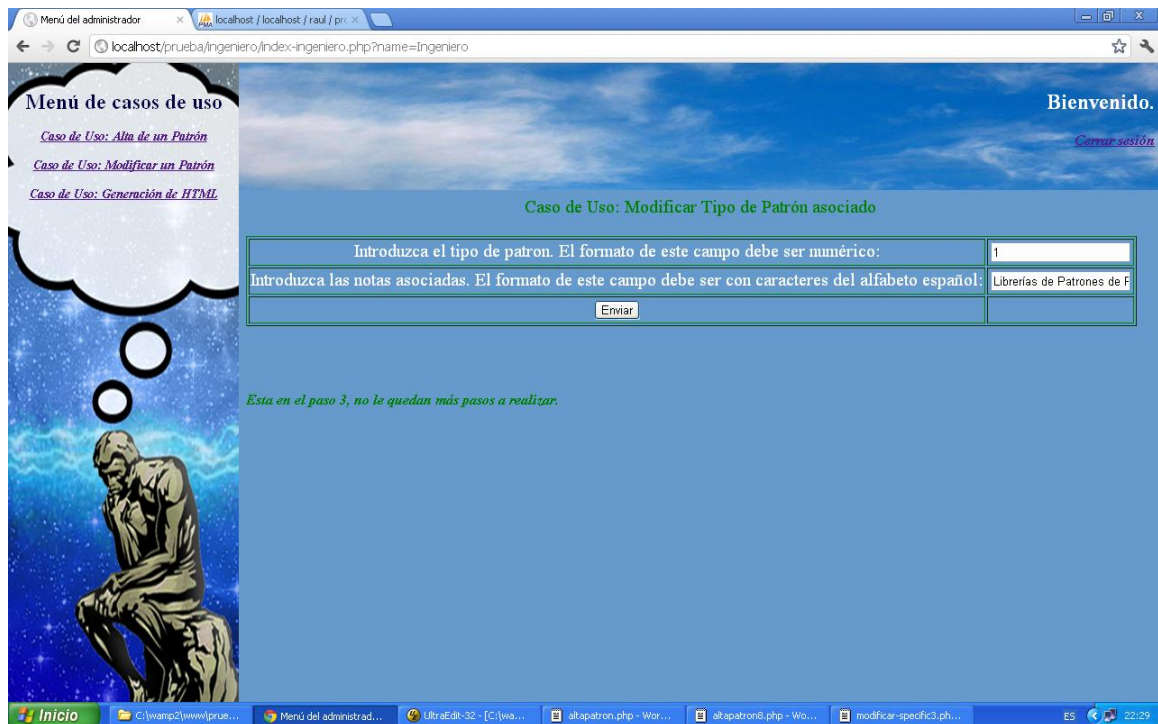 Menú del administrador
localhost / localhost / raul / pro
localhost/prueba/ingeniero/index-ingeniero.php?name=Ingeniero
Menú de casos de uso
Caso de Uso: Alta de un Patrón
Caso de Uso: Modificar un Patrón
Caso de Uso: Generación de HTML
Bienvenido.
Cerrar sesión
Caso de Uso: Modificar Tipo de Patrón asociado
Introduzca el tipo de patron. El formato de este campo debe ser numérico:
1
Introduzca las notas asociadas. El formato de este campo debe ser con caracteres del alfabeto español:
Librerías de Patrones de
Enviar
Esta en el paso 3, no le quedan más pasos a realizar.
Inicio
C:\wamp2\www\prue...
Menú del administrad...
UltraEdit-32 - [C:\wa...
altapatron.php - Wor...
altapatron8.php - Wo...
modificar-specific3.ph...
ES
22:29